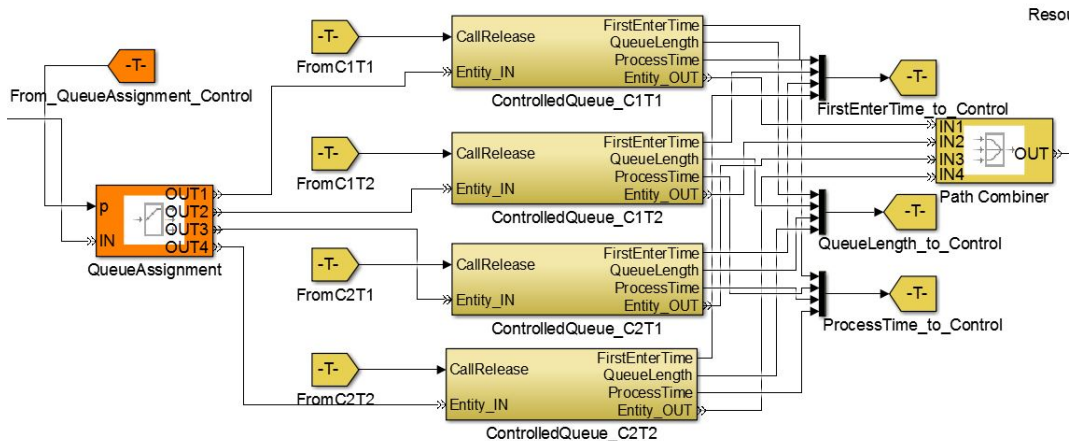 Resou
-T-
From_QueueAssignment_Control
p
IN
OUT1
OUT2
OUT3
OUT4
QueueAssignment
-T-
FromC1T1
-T-
FromC1T2
-T-
FromC2T1
-T-
FromC2T2
CallRelease
Entity_IN
FirstEnterTime
QueueLength
ProcessTime
Entity_OUT
ControlledQueue_C1T1
CallRelease
Entity_IN
FirstEnterTime
QueueLength
ProcessTime
Entity_OUT
ControlledQueue_C1T2
CallRelease
Entity_IN
FirstEnterTime
QueueLength
ProcessTime
Entity_OUT
ControlledQueue_C2T1
CallRelease
Entity_IN
FirstEnterTime
QueueLength
ProcessTime
Entity_OUT
ControlledQueue_C2T2
-T-
FirstEnterTime_to_Control
IN1
IN2
IN3
IN4
OUT
Path Combiner
-T-
QueueLength_to_Control
-T-
ProcessTime_to_Control